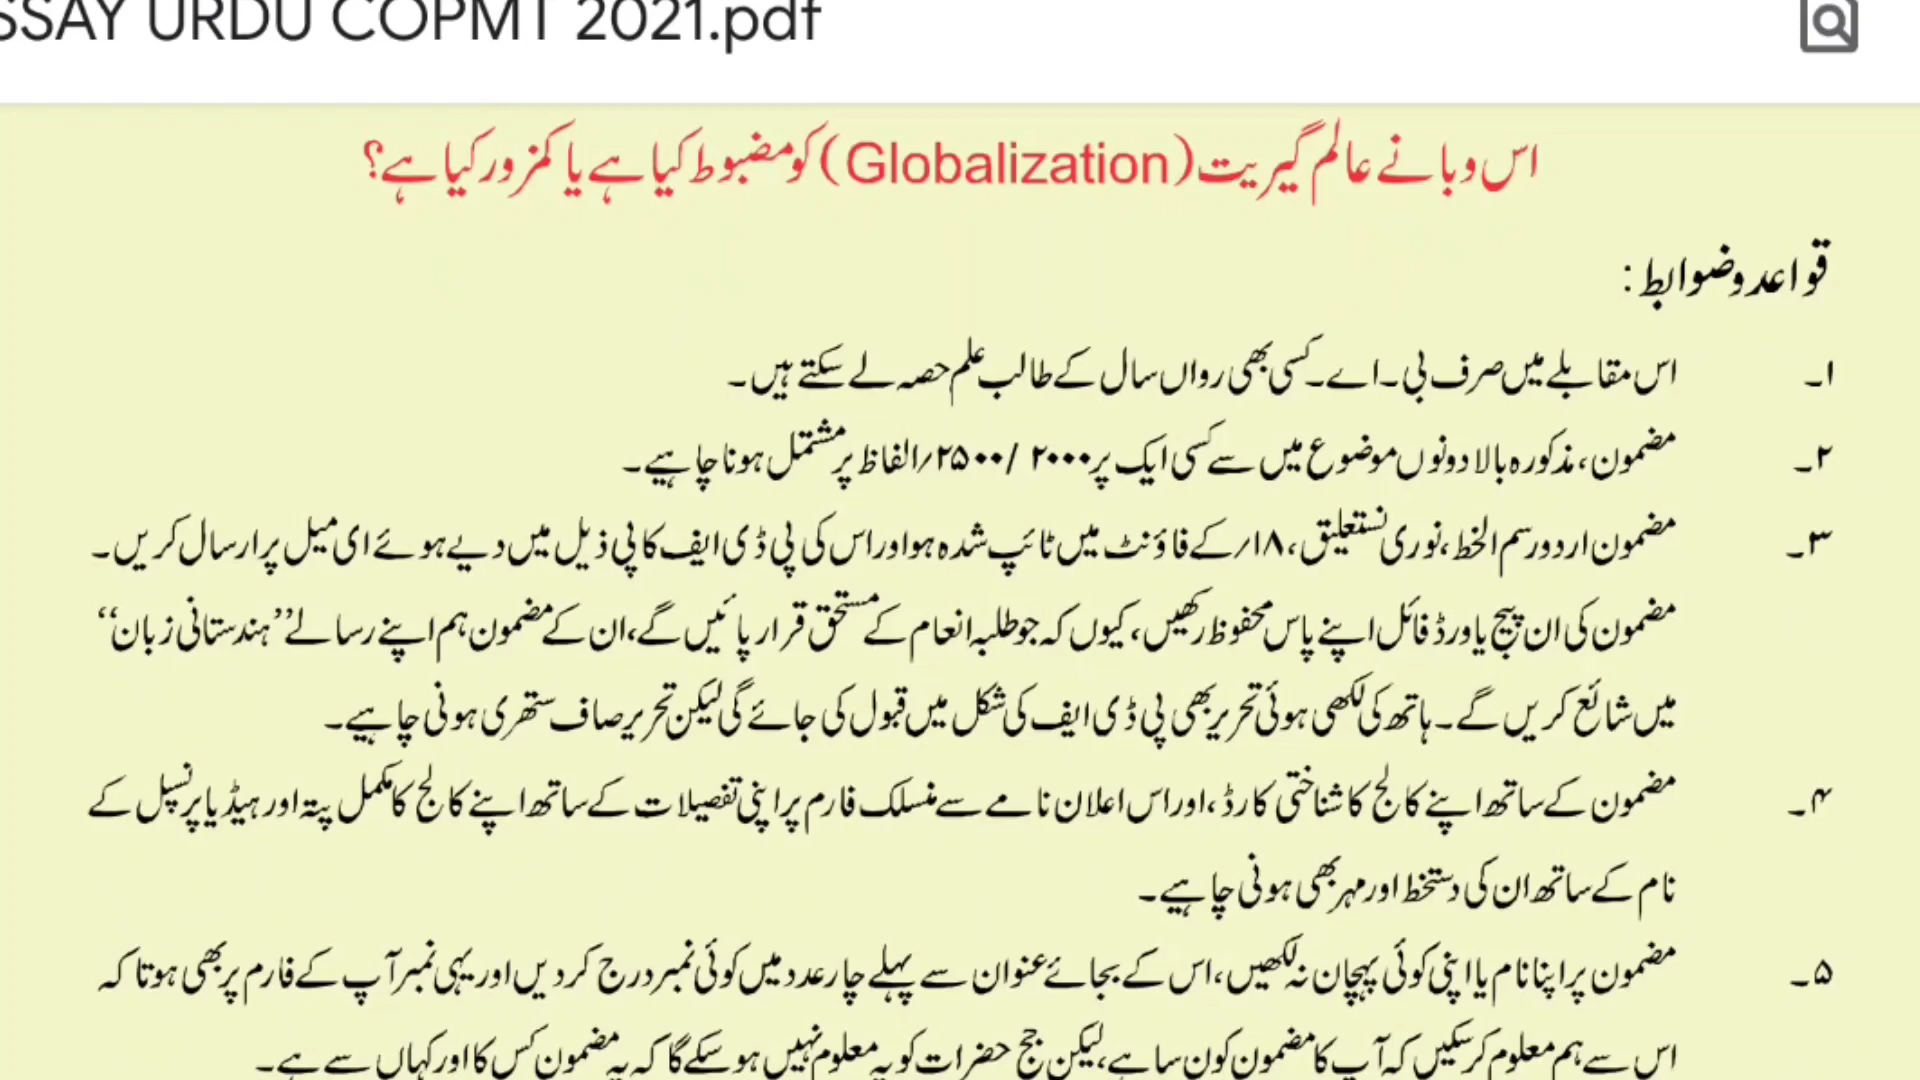 SSAY URDU COPMT 2021.pdf
اس وبا نے عالم گیریت (Globalization) کو مضبوط کیا ہے یا کمزور کیا ہے؟
قواعد و ضوابط:
۱۔ اس مقابلے میں صرف بی۔اے۔کسی بھی رواں سال کے طالب علم حصہ لے سکتے ہیں۔
۲۔ مضمون، مذکورہ بالا دونوں موضوع میں سے کسی ایک پر ۲۰۰۰ / ۲۵۰۰؍الفاظ پر مشتمل ہونا چاہیے۔
۳۔ مضمون اردو رسم الخط، نوری نستعلیق، ۱۸؍کے فاؤنٹ میں ٹائپ شدہ ہو اور اس کی پی ڈی ایف کاپی ذیل میں دیے ہوئے ای میل پر ارسال کریں۔
مضمون کی ان پیج یا ورڈ فائل اپنے پاس محفوظ رکھیں، کیوں کہ جو طلبہ انعام کے مستحق قرار پائیں گے، ان کے مضمون ہم اپنے رسالے ’’ہندستانی زبان‘‘
میں شائع کریں گے۔ ہاتھ کی لکھی ہوئی تحریر بھی پی ڈی ایف کی شکل میں قبول کی جائے گی لیکن تحریر صاف ستھری ہونی چاہیے۔
۴۔ مضمون کے ساتھ اپنے کالج کا شناختی کارڈ، اور اس اعلان نامے سے منسلک فارم پر اپنی تفصیلات کے ساتھ اپنے کالج کا مکمل پتہ اور ہیڈ یا پرنسپل کے
نام کے ساتھ ان کی دستخط اور مہر بھی ہونی چاہیے۔
۵۔ مضمون پر اپنا نام یا اپنی کوئی پہچان نہ لکھیں، اس کے بجائے عنوان سے پہلے چار عدد میں کوئی نمبر درج کر دیں اور یہی نمبر آپ کے فارم پر بھی ہوتا کہ
اس سے ہم معلوم کر سکیں کہ آپ کا مضمون کون سا ہے، لیکن جج حضرات کو یہ معلوم نہیں ہو سکے گا کہ یہ مضمون کس کا اور کہاں سے ہے۔